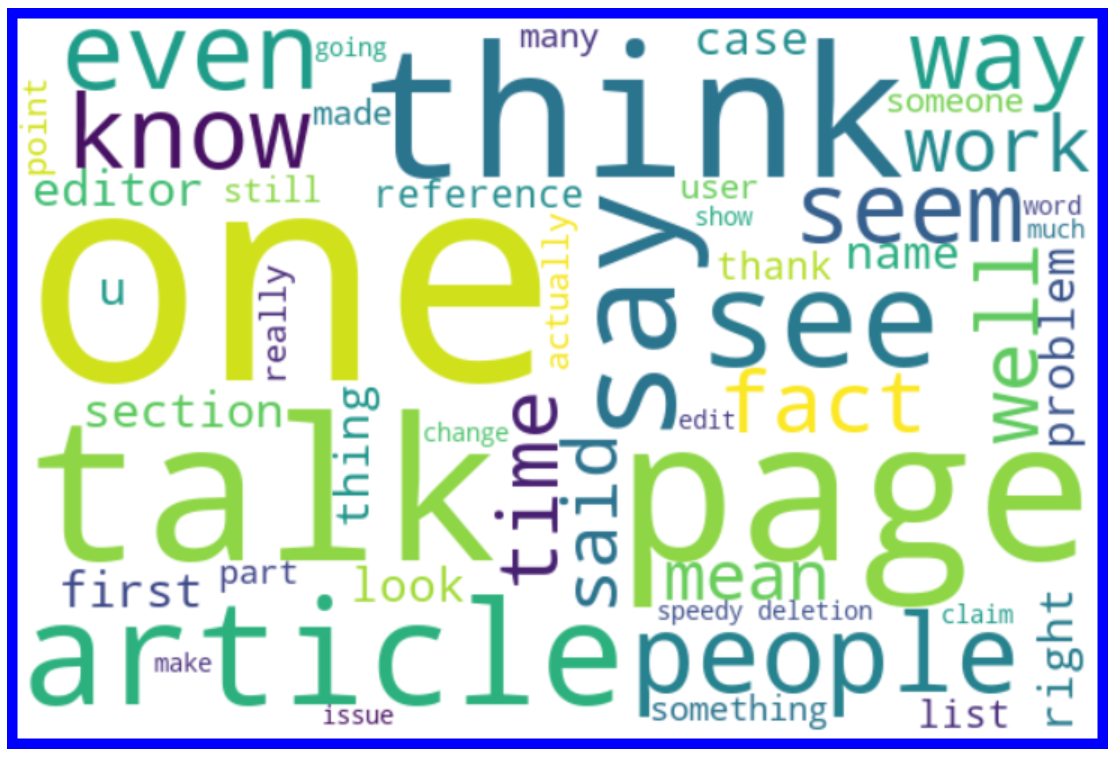 even
going
many
case
way
think
point
know
made
someone
work
editor
still
reference
user
seem
word
show
much
one
u
really
actually
say
thank
name
see
well
problem
section
thing
change
time
edit
fact
talk
said
page
first
part
look
mean
speedy deletion
claim
right
article
make
people
issue
something
list